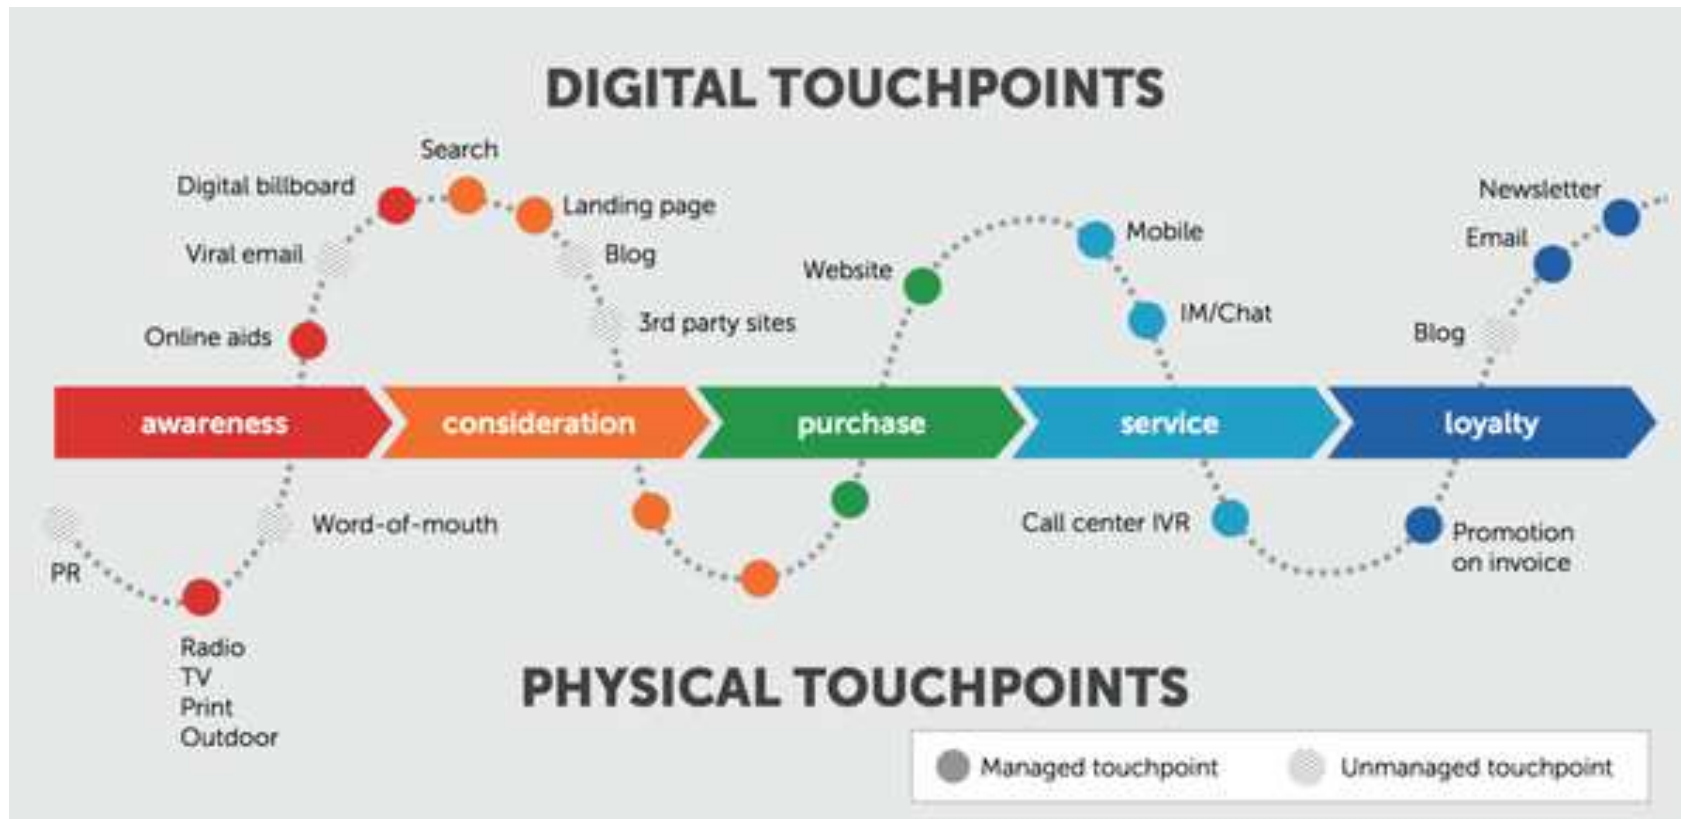 DIGITAL TOUCHPOINTS
Search
Digital billboard
Landing page
Viral email
Blog
Online aids
3rd party sites
Website
Mobile
IM/Chat
Newsletter
Email
Blog
awareness
consideration
purchase
service
loyalty
PR
Word-of-mouth
Radio
TV
Print
Outdoor
Call center IVR
Promotion
on invoice
PHYSICAL TOUCHPOINTS
Managed touchpoint
Unmanaged touchpoint